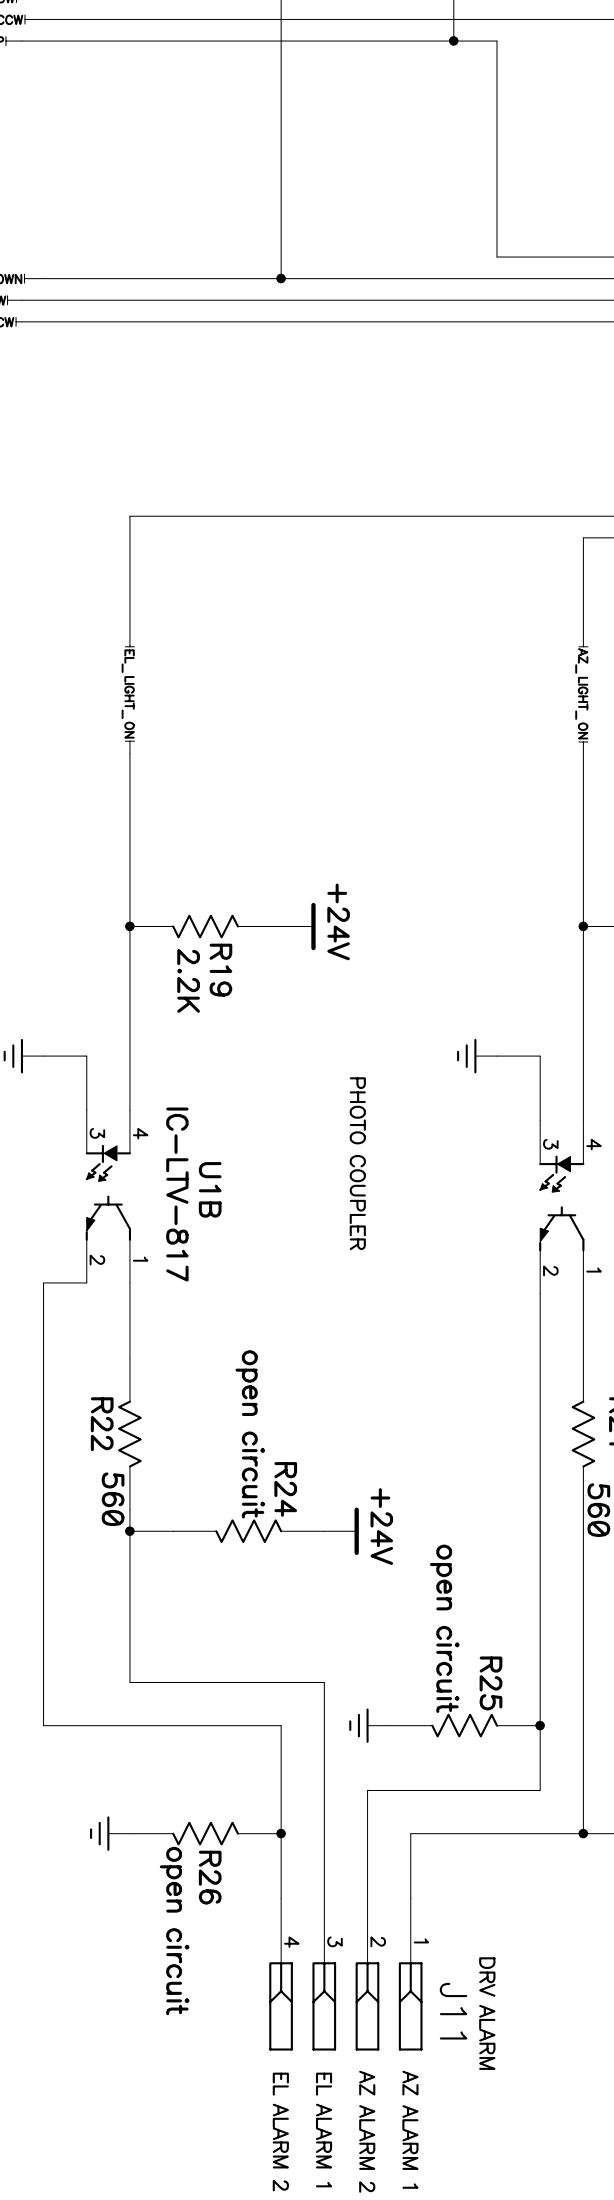 CCW
OWN
EL_LIGHT_ON
AZ_LIGHT_ON
+24V
R19
2.2K
PHOTO COUPLER
3
4
3
4
U1B
IC-LTV-817
2
1
2
1
R22
560
open circuit
R24
+24V
560
open circuit
R25
R26
open circuit
4
3
2
1
DRV ALARM
J11
EL ALARM 2
EL ALARM 1
AZ ALARM 2
AZ ALARM 1